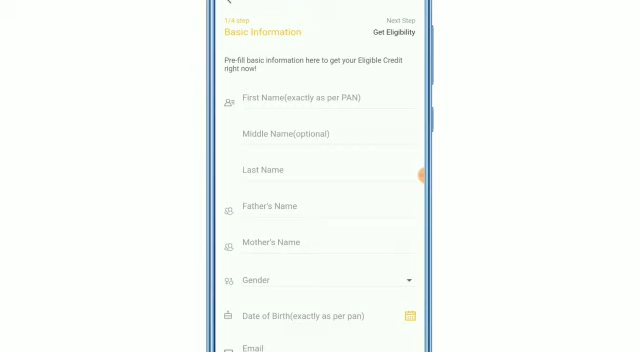 1/4 step
Next Step
Basic Information
Get Eligibility
Pre-fill basic information here to get your Eligible Credit
right now!
First Name(exactly as per PAN)
Middle Name(optional)
Last Name
Father's Name
Mother's Name
Gender
Date of Birth(exactly as per pan)
Email